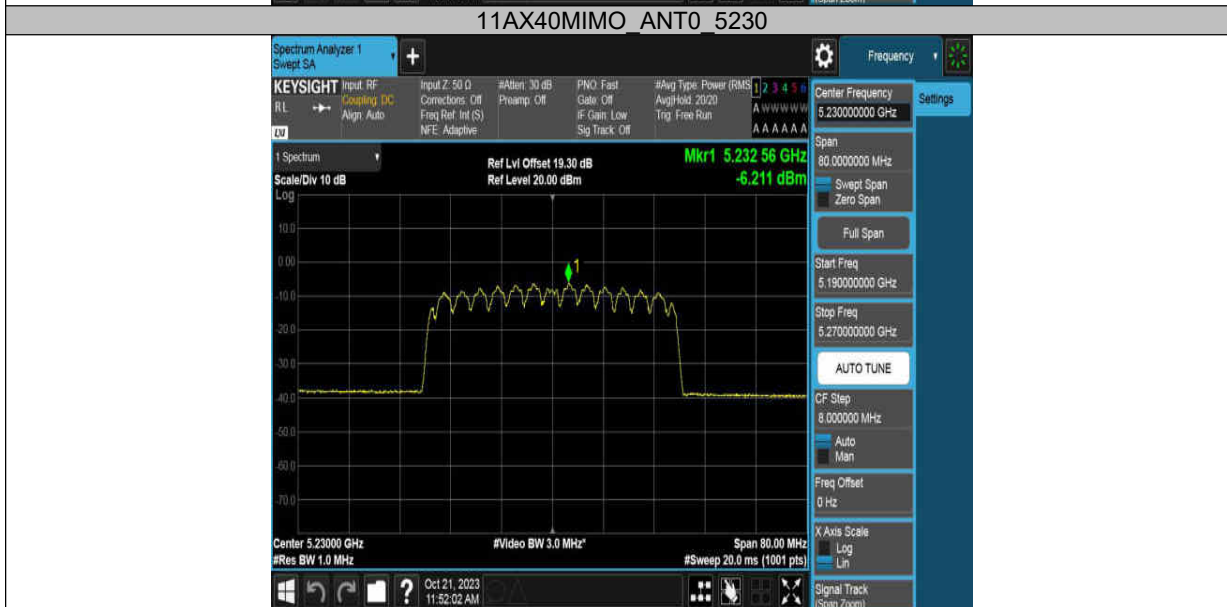 11AX40MIMO_ANT0_5230
Spectrum Analyzer 1
Swept SA
Frequency
KEYSIGHT
RL
Input: RF
Coupling: DC
Align: Auto
Input Z: 50 Ω
Corrections: Off
Freq Ref: Int (S)
NFE: Adaptive
#Atten: 30 dB
Preamp: Off
PNO: Fast
Gate: Off
IF Gain: Low
Sig Track: Off
#Avg Type: Power (RMS
Avg|Hold: 20/20
Trig: Free Run
1 2 3 4 5 6
A W W W W W
A A A A A A
Center Frequency
5.230000000 GHz
Settings
Span
80.0000000 MHz
Swept Span
Zero Span
Full Span
Start Freq
5.190000000 GHz
Stop Freq
5.270000000 GHz
AUTO TUNE
CF Step
8.000000 MHz
Auto
Man
Freq Offset
0 Hz
X Axis Scale
Log
Lin
Signal Track
(Span Zoom)
1 Spectrum
Scale/Div 10 dB
Log
Ref Lvl Offset 19.30 dB
Ref Level 20.00 dBm
Mkr1 5.232 56 GHz
-6.211 dBm
10.0
0.00
-10.0
-20.0
-30.0
-40.0
-50.0
-60.0
-70.0
1
Center 5.23000 GHz
#Res BW 1.0 MHz
#Video BW 3.0 MHz*
Span 80.00 MHz
#Sweep 20.0 ms (1001 pts)
?
Oct 21, 2023
11:52:02 AM